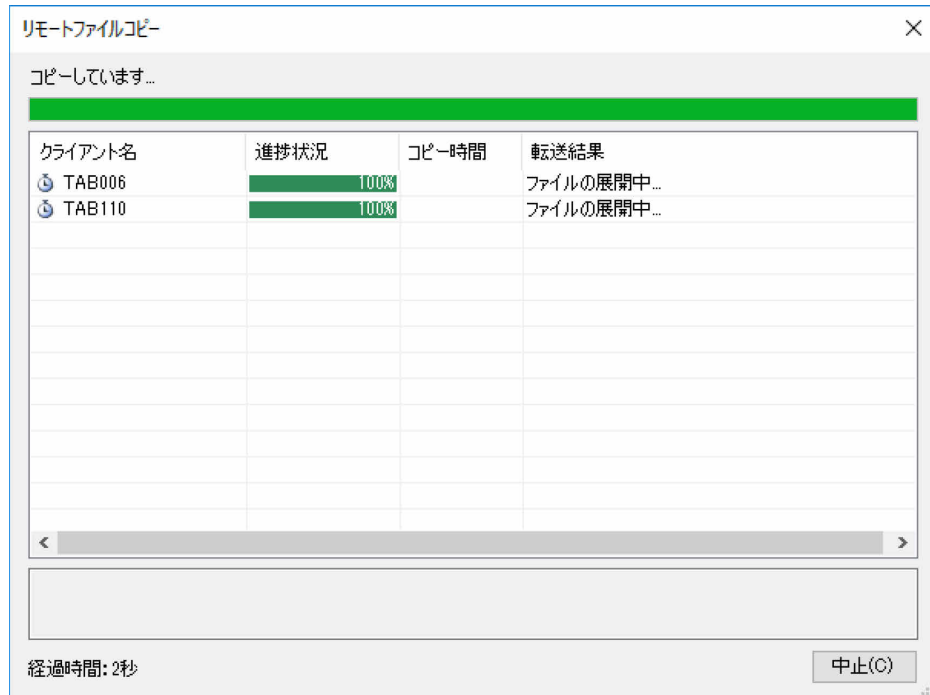 リモートファイルコピー
コピーしています...
クライアント名 進捗状況 コピー時間 転送結果
TAB006 100% ファイルの展開中...
TAB110 100% ファイルの展開中...
経過時間: 2秒 中止(C)